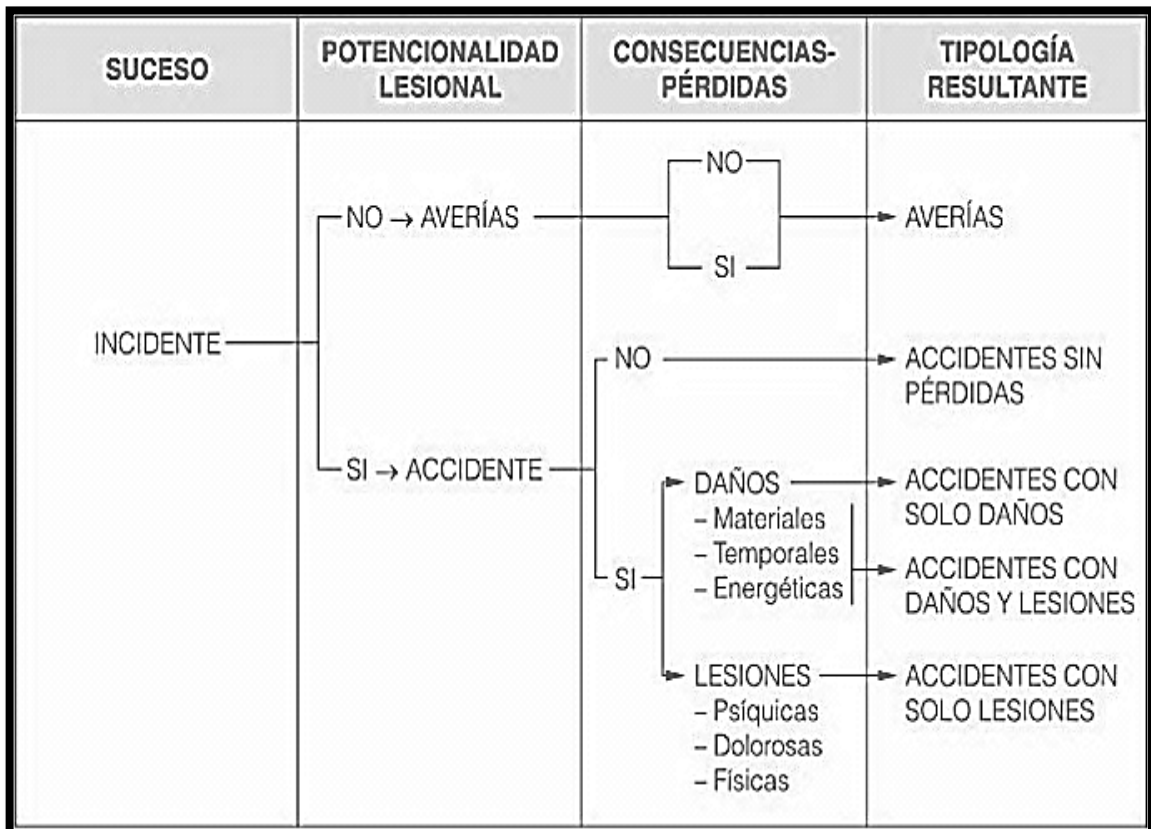 SUCESO
POTENCIONALIDAD
LESIONAL
CONSECUENCIAS-
PÉRDIDAS
TIPOLOGÍA
RESULTANTE
NO
NO → AVERÍAS
AVERÍAS
SI
INCIDENTE
NO
ACCIDENTES SIN
PÉRDIDAS
SI → ACCIDENTE
DAÑOS
– Materiales
– Temporales
– Energéticas
ACCIDENTES CON
SOLO DAÑOS
SI
ACCIDENTES CON
DAÑOS Y LESIONES
LESIONES
– Psíquicas
– Dolorosas
– Físicas
ACCIDENTES CON
SOLO LESIONES